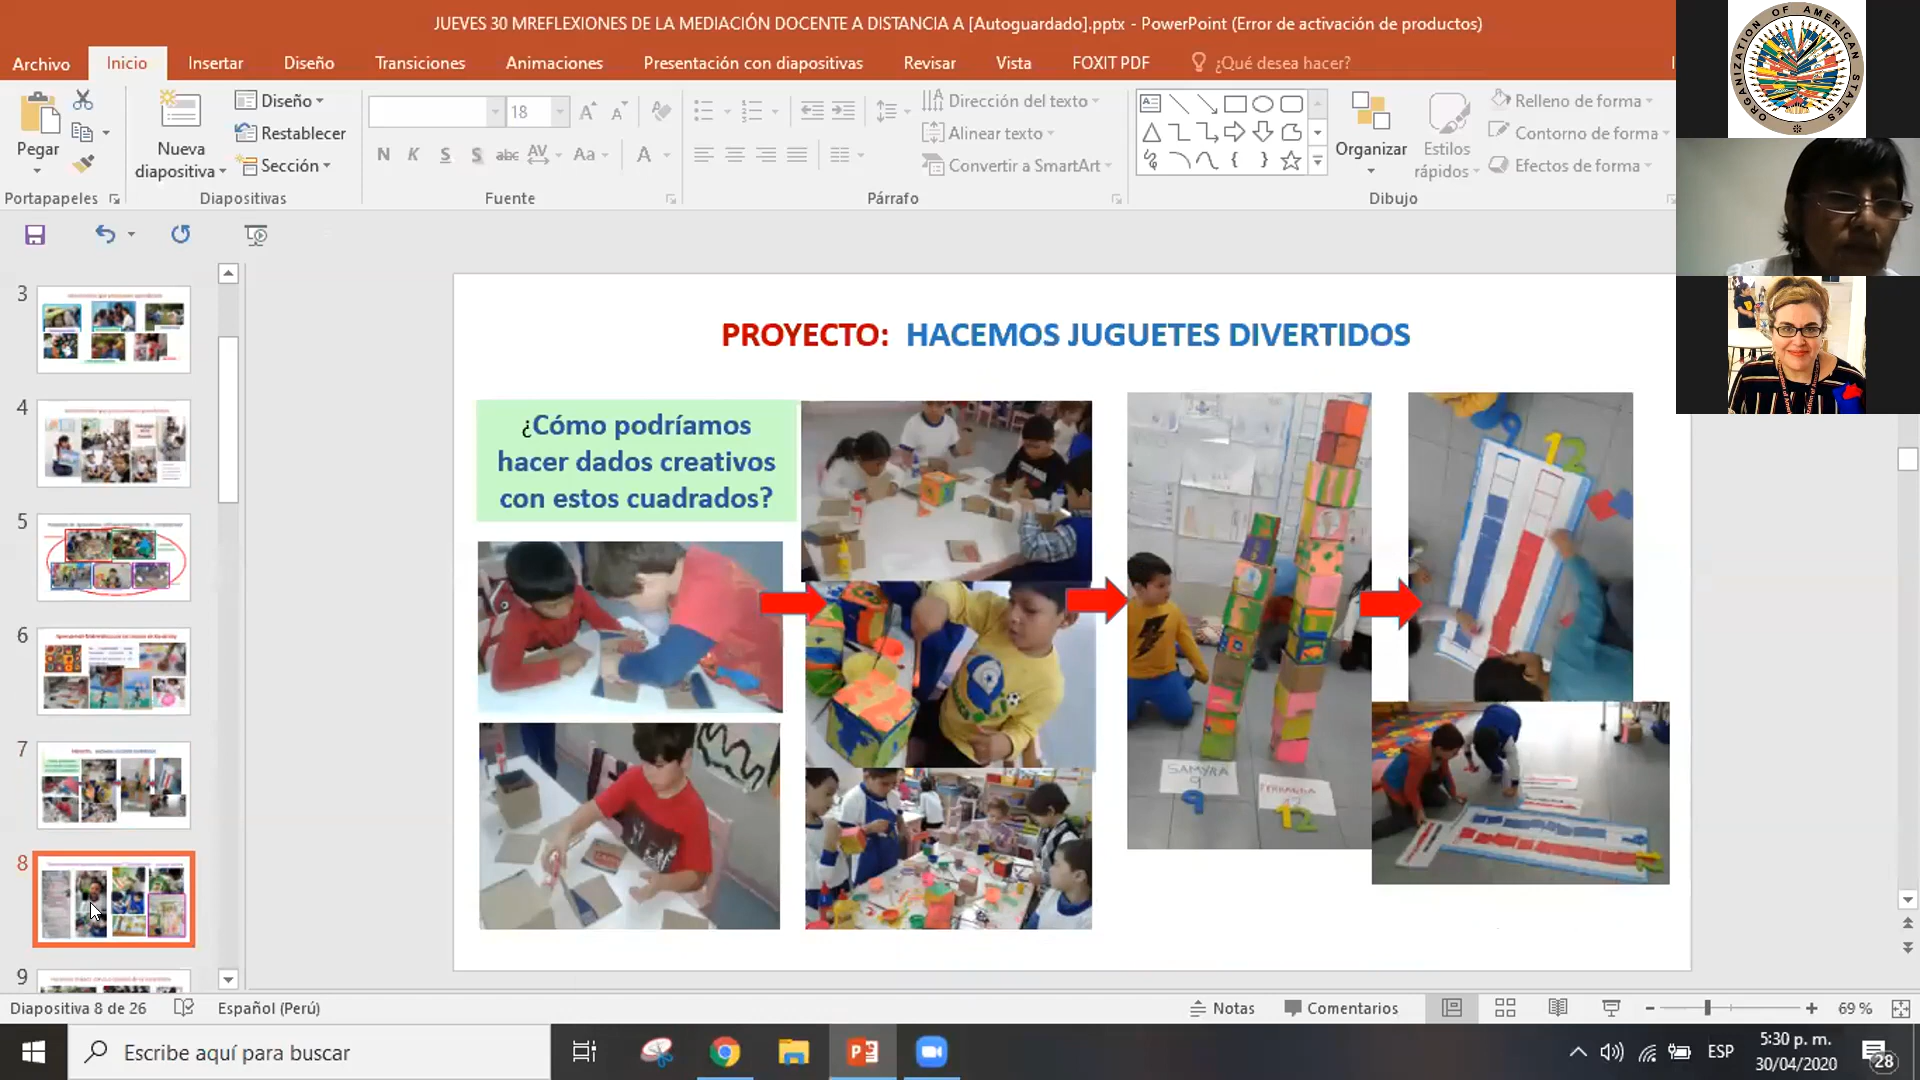 JUEVES 30 MREFLEXIONES DE LA MEDIACIÓN DOCENTE A DISTANCIA A [Autoguardado].pptx - PowerPoint (Error de activación de productos)
Archivo Inicio Insertar Diseño Transiciones Animaciones Presentación con diapositivas Revisar Vista FOXIT PDF ¿Qué desea hacer?
Pegar
Nueva diapositiva
Diseño
Restablecer
Sección
18
N K S S abc AV Aa A
Dirección del texto
Alinear texto
Convertir a SmartArt
Organizar
Estilos rápidos
Relleno de forma
Contorno de forma
Efectos de forma
Portapapeles Diapositivas Fuente Párrafo Dibujo
ORGANIZATION OF AMERICAN STATES
3
4
5
6
7
8
9
PROYECTO: HACEMOS JUGUETES DIVERTIDOS
¿Cómo podríamos
hacer dados creativos
con estos cuadrados?
9 12
SAMYRA
9
9
12
Diapositiva 8 de 26 Español (Perú) Notas Comentarios 69 %
Escribe aquí para buscar
ESP
5:30 p. m.
30/04/2020
28